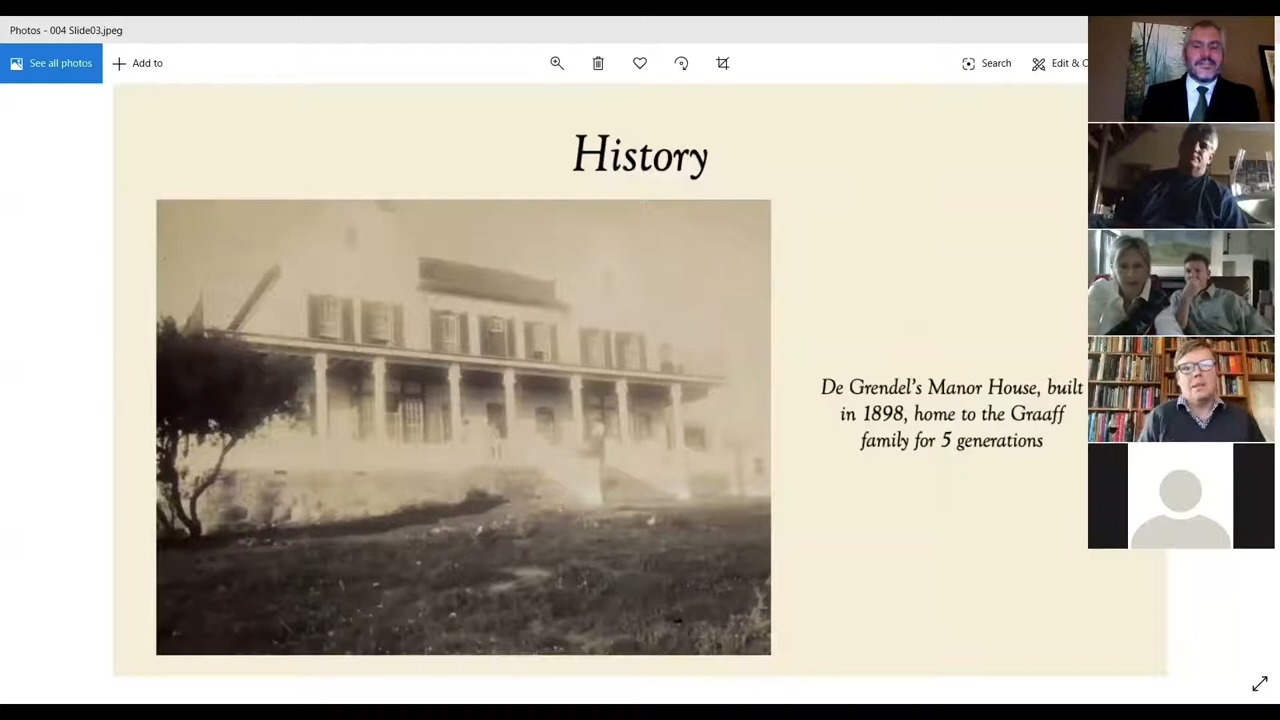 Photos - 004 Slide03.jpeg
See all photos
Add to
Search
Edit & C
History
De Grendel's Manor House, built
in 1898, home to the Graaff
family for 5 generations